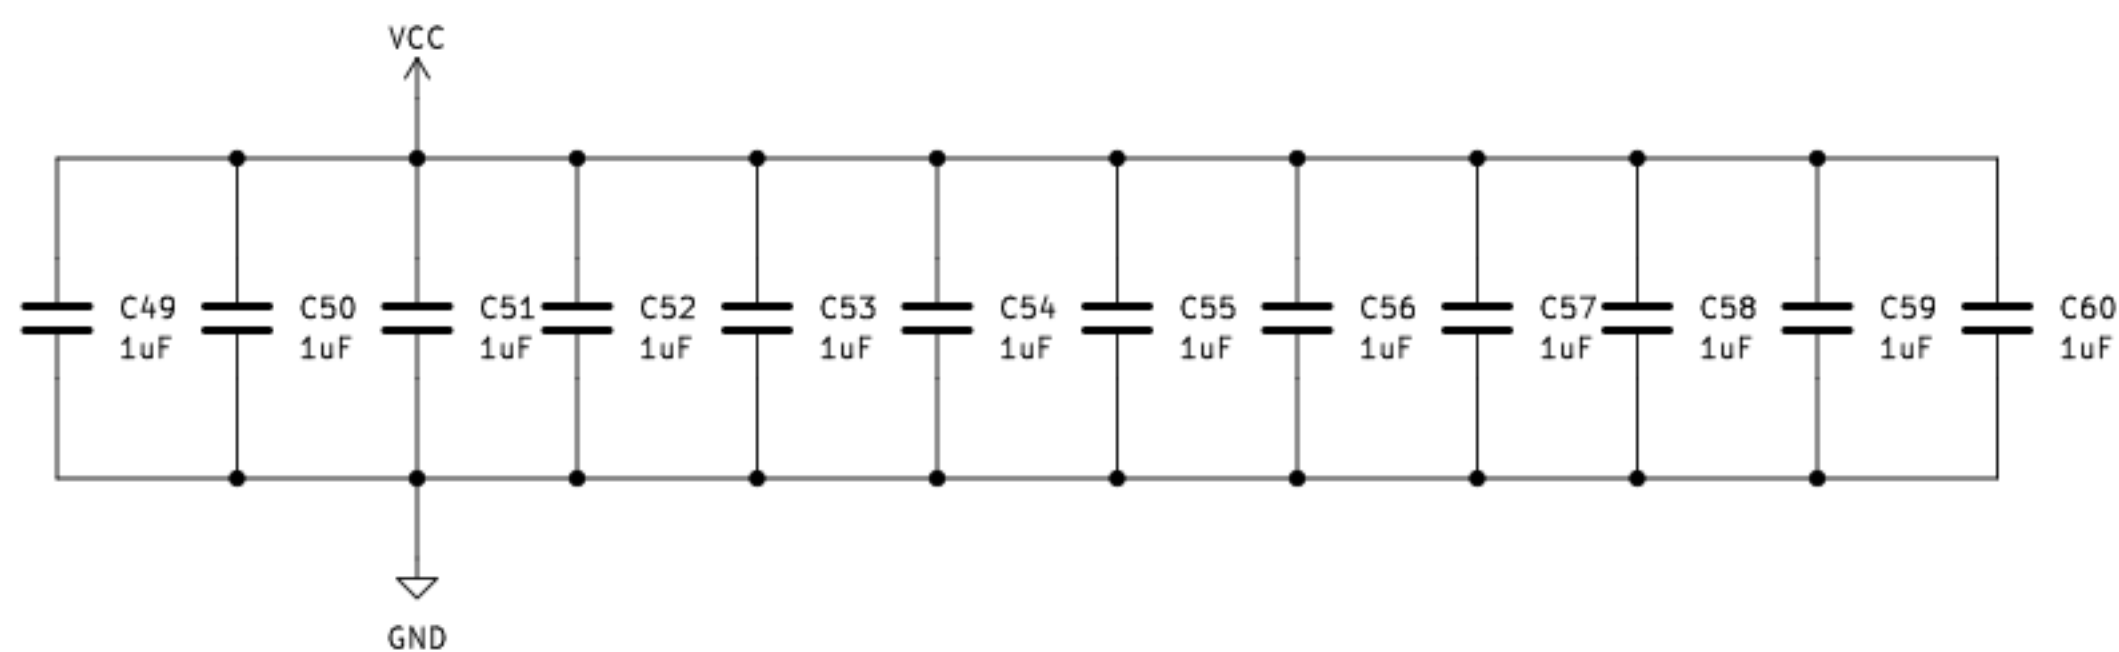 VCC
C49 C50 C51 C52 C53 C54 C55 C56 C57 C58 C59 C60
1uF 1uF 1uF 1uF 1uF 1uF 1uF 1uF 1uF 1uF 1uF 1uF
GND